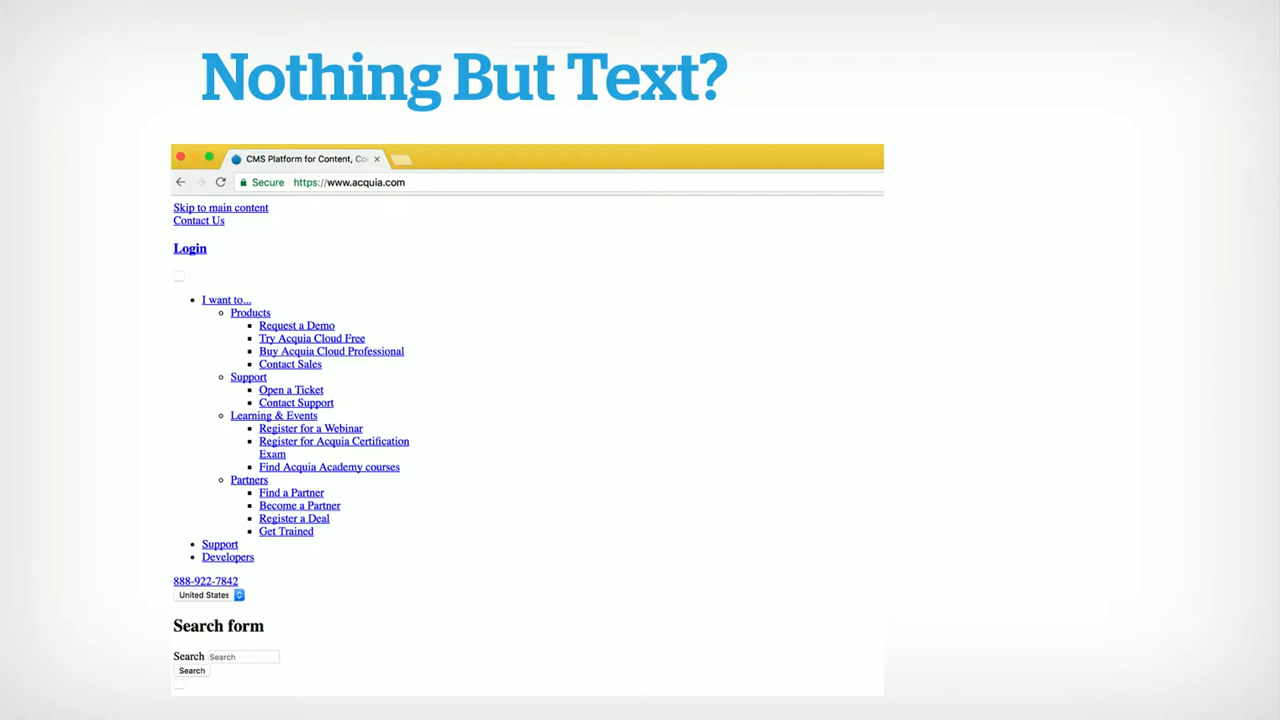 Nothing But Text?
CMS Platform for Content, Co
Secure https://www.acquia.com
Skip to main content
Contact Us
Login
I want to...
Products
Request a Demo
Try Acquia Cloud Free
Buy Acquia Cloud Professional
Contact Sales
Support
Open a Ticket
Contact Support
Learning & Events
Register for a Webinar
Register for Acquia Certification
Exam
Find Acquia Academy courses
Partners
Find a Partner
Become a Partner
Register a Deal
Get Trained
Support
Developers
888-922-7842
United States
Search form
Search Search
Search